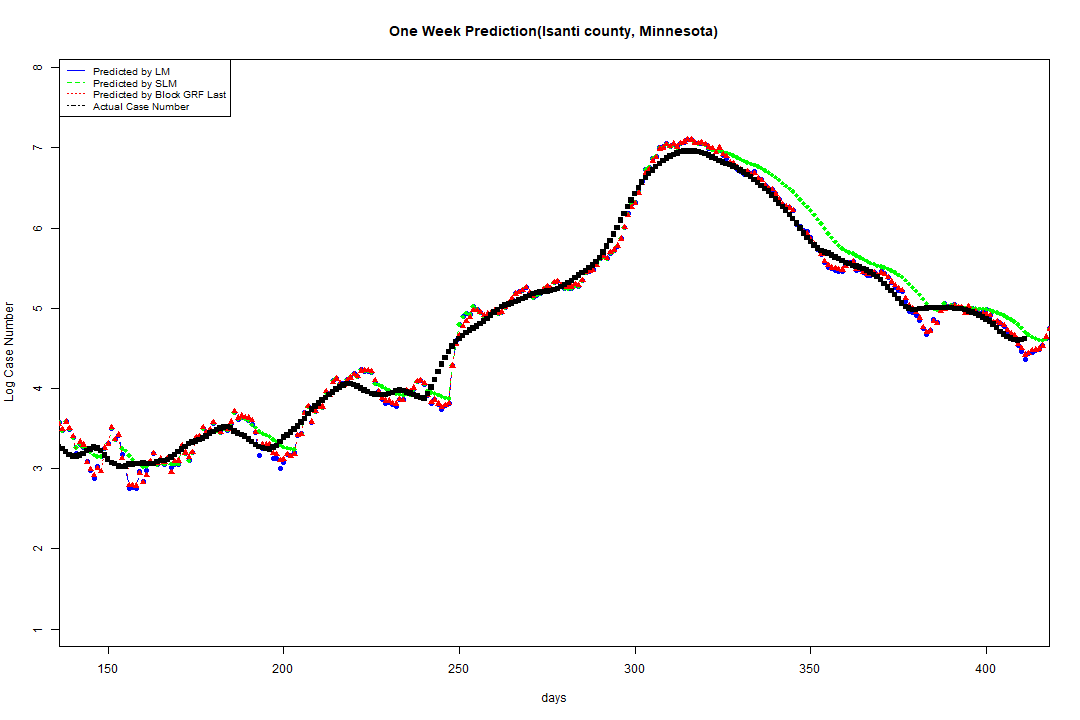 One Week Prediction(Isanti county, Minnesota)
Predicted by LM
Predicted by SLM
Predicted by Block GRF Last
Actual Case Number
8
7
6
5
4
3
2
1
Log Case Number
150 200 250 300 350 400
days